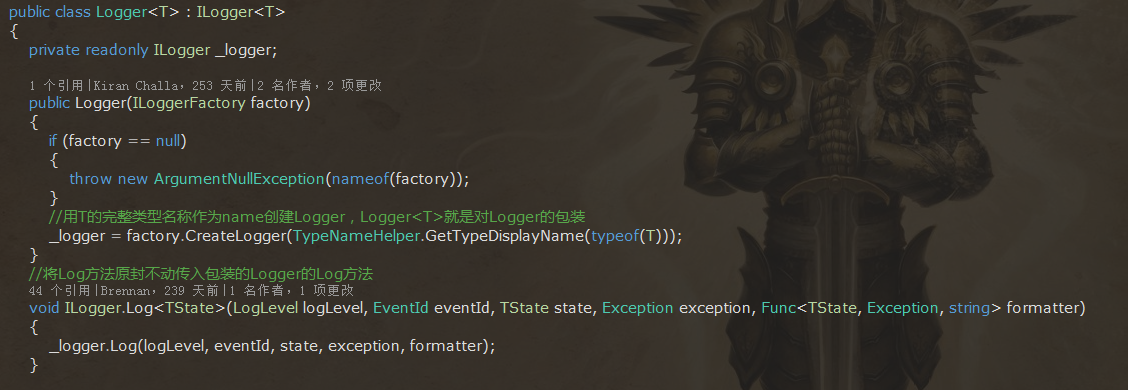 public class Logger<T> : ILogger<T>
{
private readonly ILogger _logger;
1 个引用|Kiran Challa，253 天前|2 名作者，2 项更改
public Logger(ILoggerFactory factory)
{
if (factory == null)
{
throw new ArgumentNullException(nameof(factory));
}
//用T的完整类型名称作为name创建Logger，Logger<T>就是对Logger的包装
_logger = factory.CreateLogger(TypeNameHelper.GetTypeDisplayName(typeof(T)));
}
//将Log方法原封不动传入包装的Logger的Log方法
44 个引用|Brennan，239 天前|1 名作者，1 项更改
void ILogger.Log<TState>(LogLevel logLevel, EventId eventId, TState state, Exception exception, Func<TState, Exception, string> formatter)
{
_logger.Log(logLevel, eventId, state, exception, formatter);
}